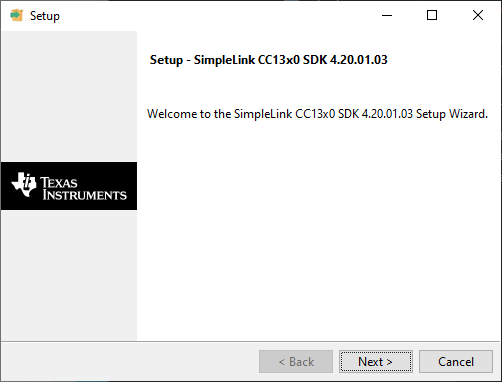 Setup
Setup - SimpleLink CC13x0 SDK 4.20.01.03
Welcome to the SimpleLink CC13x0 SDK 4.20.01.03 Setup Wizard.
TEXAS
INSTRUMENTS
< Back
Next >
Cancel